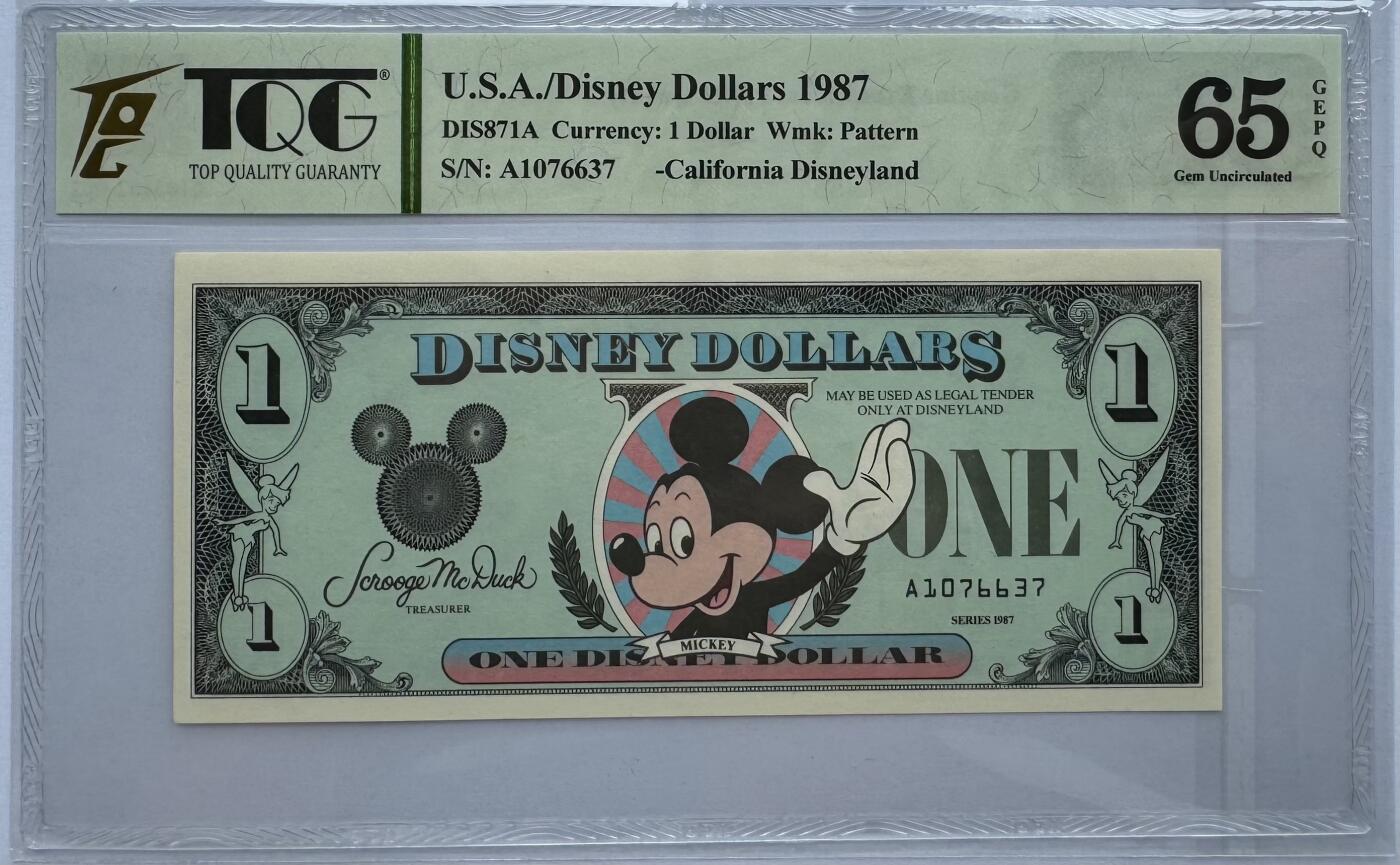 TQG®
TOP QUALITY GUARANTY
U.S.A./Disney Dollars 1987
DIS871A Currency: 1 Dollar Wmk: Pattern
S/N: A1076637 -California Disneyland
65
GEPQ
Gem Uncirculated
1
DISNEY DOLLARS
1
MAY BE USED AS LEGAL TENDER
ONLY AT DISNEYLAND
ONE
Scrooge McDuck
TREASURER
A1076637
SERIES 1987
1
MICKEY
1
ONE DISNEY DOLLAR